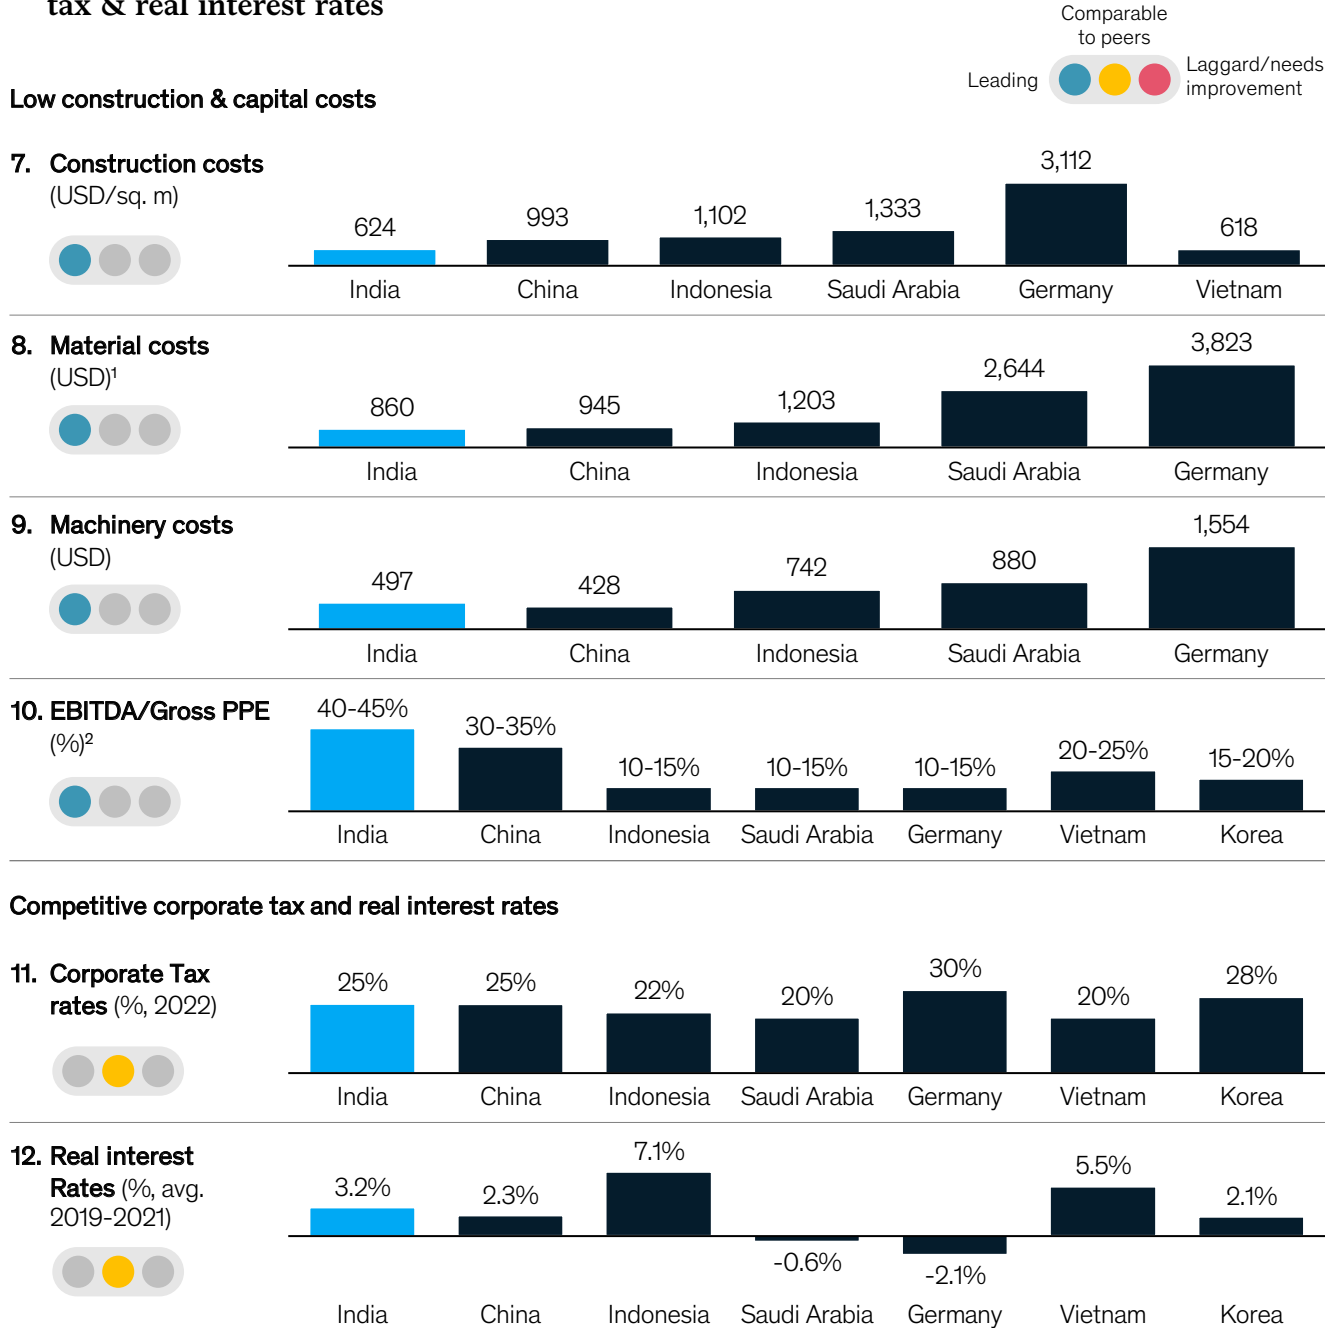 tax & real interest rates
Comparable
to peers
Leading
Laggard/needs
improvement
Low construction & capital costs
7. Construction costs
(USD/sq. m)
624 993 1,102 1,333 3,112 618
India China Indonesia Saudi Arabia Germany Vietnam
8. Material costs
(USD)¹
860 945 1,203 2,644 3,823
India China Indonesia Saudi Arabia Germany
9. Machinery costs
(USD)
497 428 742 880 1,554
India China Indonesia Saudi Arabia Germany
10. EBITDA/Gross PPE
(%)²
40-45% 30-35% 10-15% 10-15% 10-15% 20-25% 15-20%
India China Indonesia Saudi Arabia Germany Vietnam Korea
Competitive corporate tax and real interest rates
11. Corporate Tax
rates (%, 2022)
25% 25% 22% 20% 30% 20% 28%
India China Indonesia Saudi Arabia Germany Vietnam Korea
12. Real interest
Rates (%, avg.
2019-2021)
3.2% 2.3% 7.1% -0.6% -2.1% 5.5% 2.1%
India China Indonesia Saudi Arabia Germany Vietnam Korea